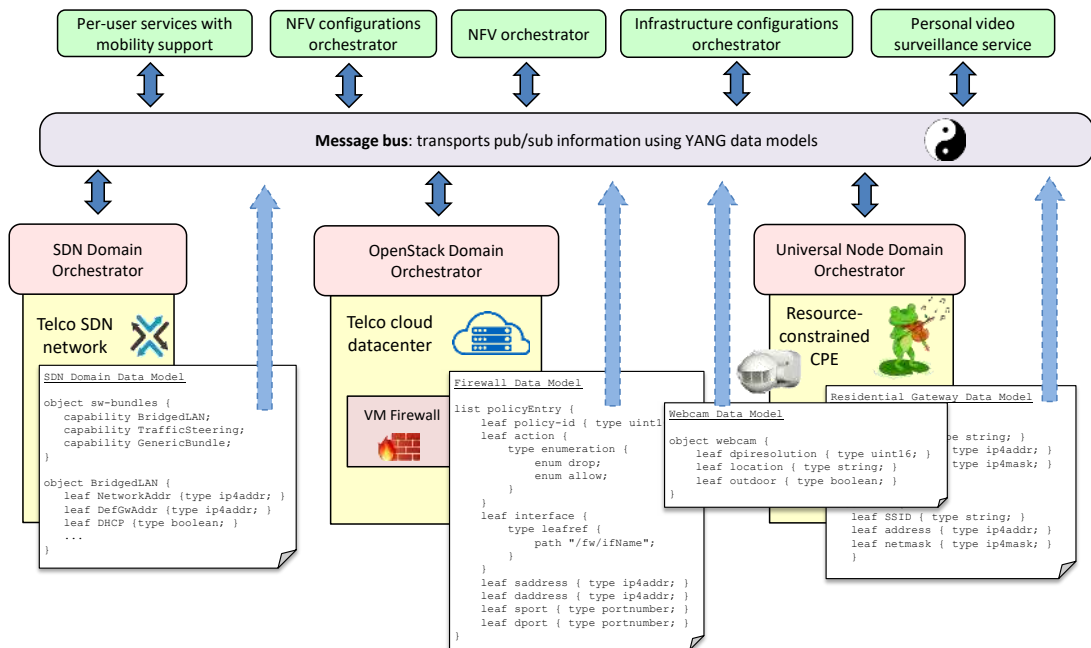 Per-user services with
mobility support
NFV configurations
orchestrator
NFV orchestrator
Infrastructure configurations
orchestrator
Personal video
surveillance service
Message bus: transports pub/sub information using YANG data models
SDN Domain
Orchestrator
OpenStack Domain
Orchestrator
Universal Node Domain
Orchestrator
Telco SDN
network
Telco cloud
datacenter
Resource-
constrained
CPE
VM Firewall
SDN Domain Data Model
object sw-bundles {
capability BridgedLAN;
capability TrafficSteering;
capability GenericBundle;
}
object BridgedLAN {
leaf NetworkAddr {type ip4addr; }
leaf DefGwAddr {type ip4addr; }
leaf DHCP {type boolean; }
...
}
Firewall Data Model
list policyEntry {
leaf policy-id { type uint16
leaf action {
type enumeration {
enum drop;
enum allow;
}
}
leaf interface {
type leafref {
path "/fw/ifName";
}
}
leaf saddress { type ip4addr; }
leaf daddress { type ip4addr; }
leaf sport { type portnumber; }
leaf dport { type portnumber; }
}
Webcam Data Model
object webcam {
leaf dpiresolution { type uint16; }
leaf location { type string; }
leaf outdoor { type boolean; }
}
Residential Gateway Data Model
type string; }
type ip4addr; }
type ip4mask; }
leaf SSID { type string; }
leaf address { type ip4addr; }
leaf netmask { type ip4mask; }
}